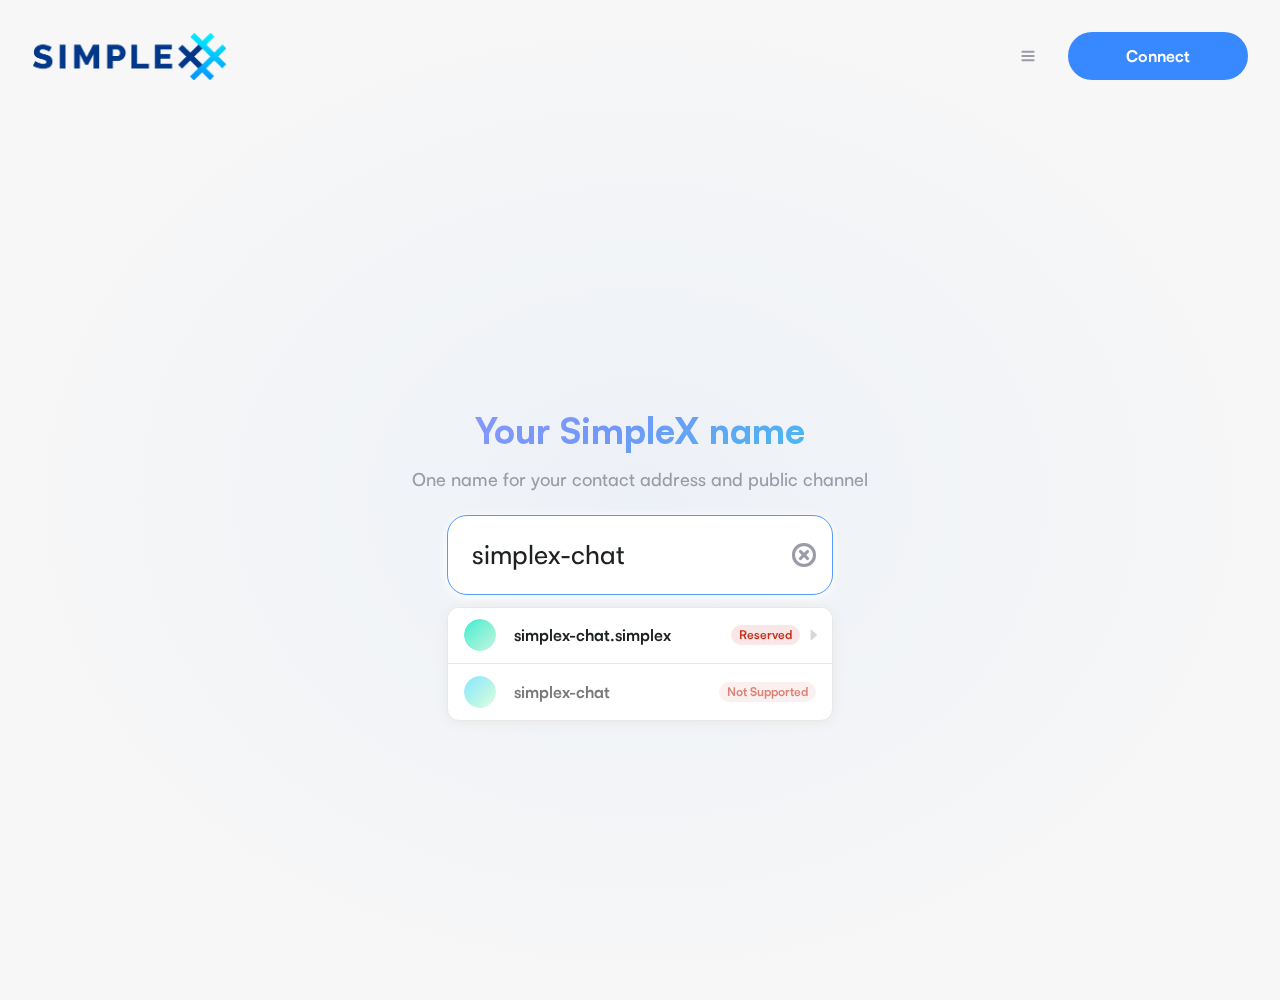 SIMPLEX
Connect
Your SimpleX name
One name for your contact address and public channel
simplex-chat
simplex-chat.simplex Reserved
simplex-chat Not Supported